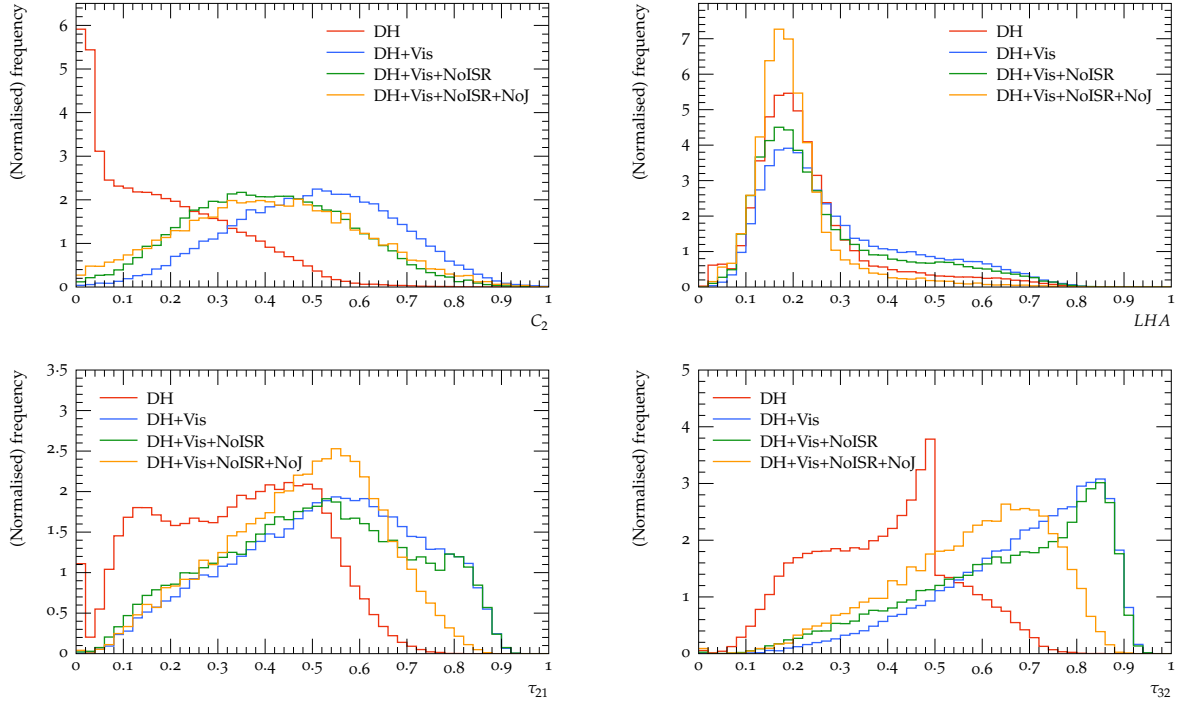 (Normalised) frequency
DH
DH+Vis
DH+Vis+NoISR
DH+Vis+NoISR+NoJ
0
1
2
3
4
5
6
0 0.1 0.2 0.3 0.4 0.5 0.6 0.7 0.8 0.9 1
C2
(Normalised) frequency
DH
DH+Vis
DH+Vis+NoISR
DH+Vis+NoISR+NoJ
0
1
2
3
4
5
6
7
0 0.1 0.2 0.3 0.4 0.5 0.6 0.7 0.8 0.9 1
LHA
(Normalised) frequency
DH
DH+Vis
DH+Vis+NoISR
DH+Vis+NoISR+NoJ
0
0.5
1
1.5
2
2.5
3
3.5
0 0.1 0.2 0.3 0.4 0.5 0.6 0.7 0.8 0.9 1
τ21
(Normalised) frequency
DH
DH+Vis
DH+Vis+NoISR
DH+Vis+NoISR+NoJ
0
1
2
3
4
5
0 0.1 0.2 0.3 0.4 0.5 0.6 0.7 0.8 0.9 1
τ32